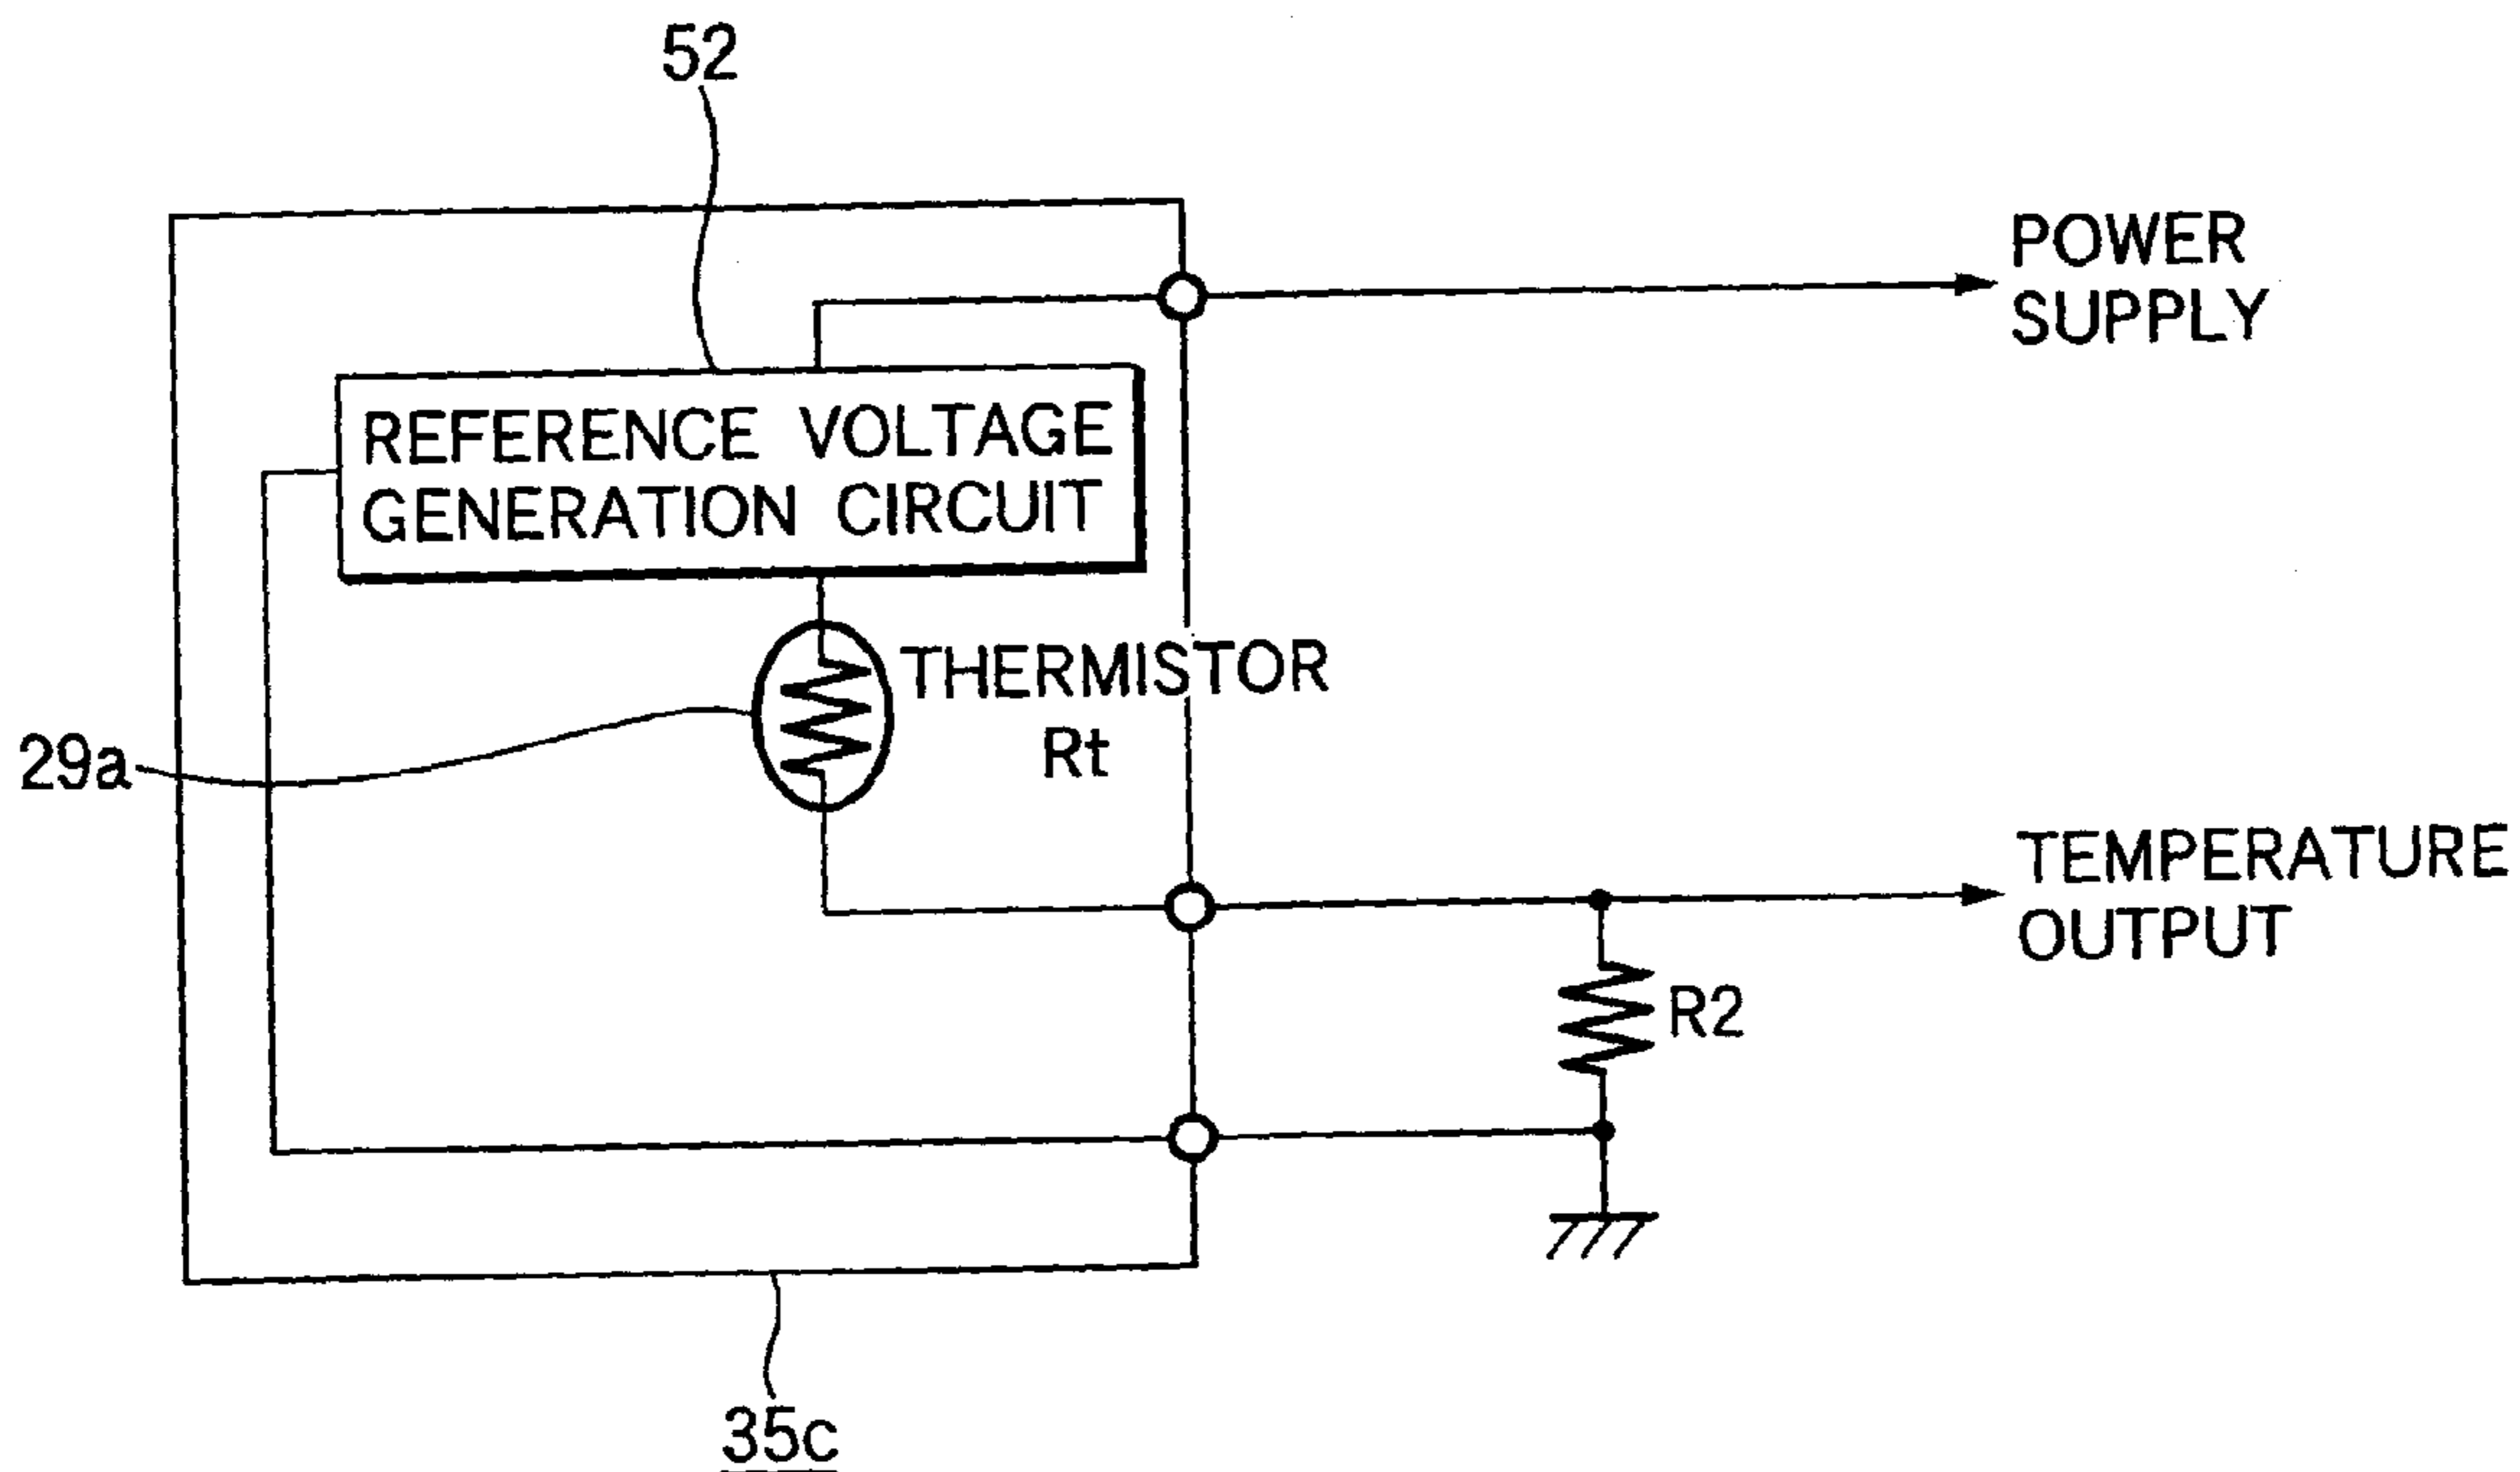 52
POWER
SUPPLY
REFERENCE VOLTAGE
GENERATION CIRCUIT
THERMISTOR
Rt
29a
TEMPERATURE
OUTPUT
R2
35c